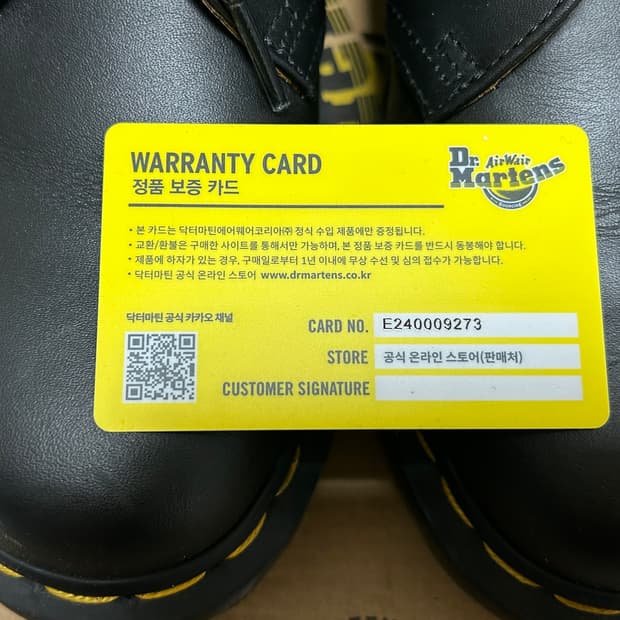 WARRANTY CARD
정품 보증 카드
Dr. Martens
AirWair
• 본 카드는 닥터마틴에어웨어코리아㈜ 정식 수입 제품에만 증정됩니다.
• 교환/환불은 구매한 사이트를 통해서만 가능하며, 본 정품 보증 카드를 반드시 동봉해야 합니다.
• 제품에 하자가 있는 경우, 구매일로부터 1년 이내에 무상 수선 및 심의 접수가 가능합니다.
• 닥터마틴 공식 온라인 스토어 www.drmartens.co.kr
닥터마틴 공식 카카오 채널
CARD NO. E240009273
STORE 공식 온라인 스토어(판매처)
CUSTOMER SIGNATURE